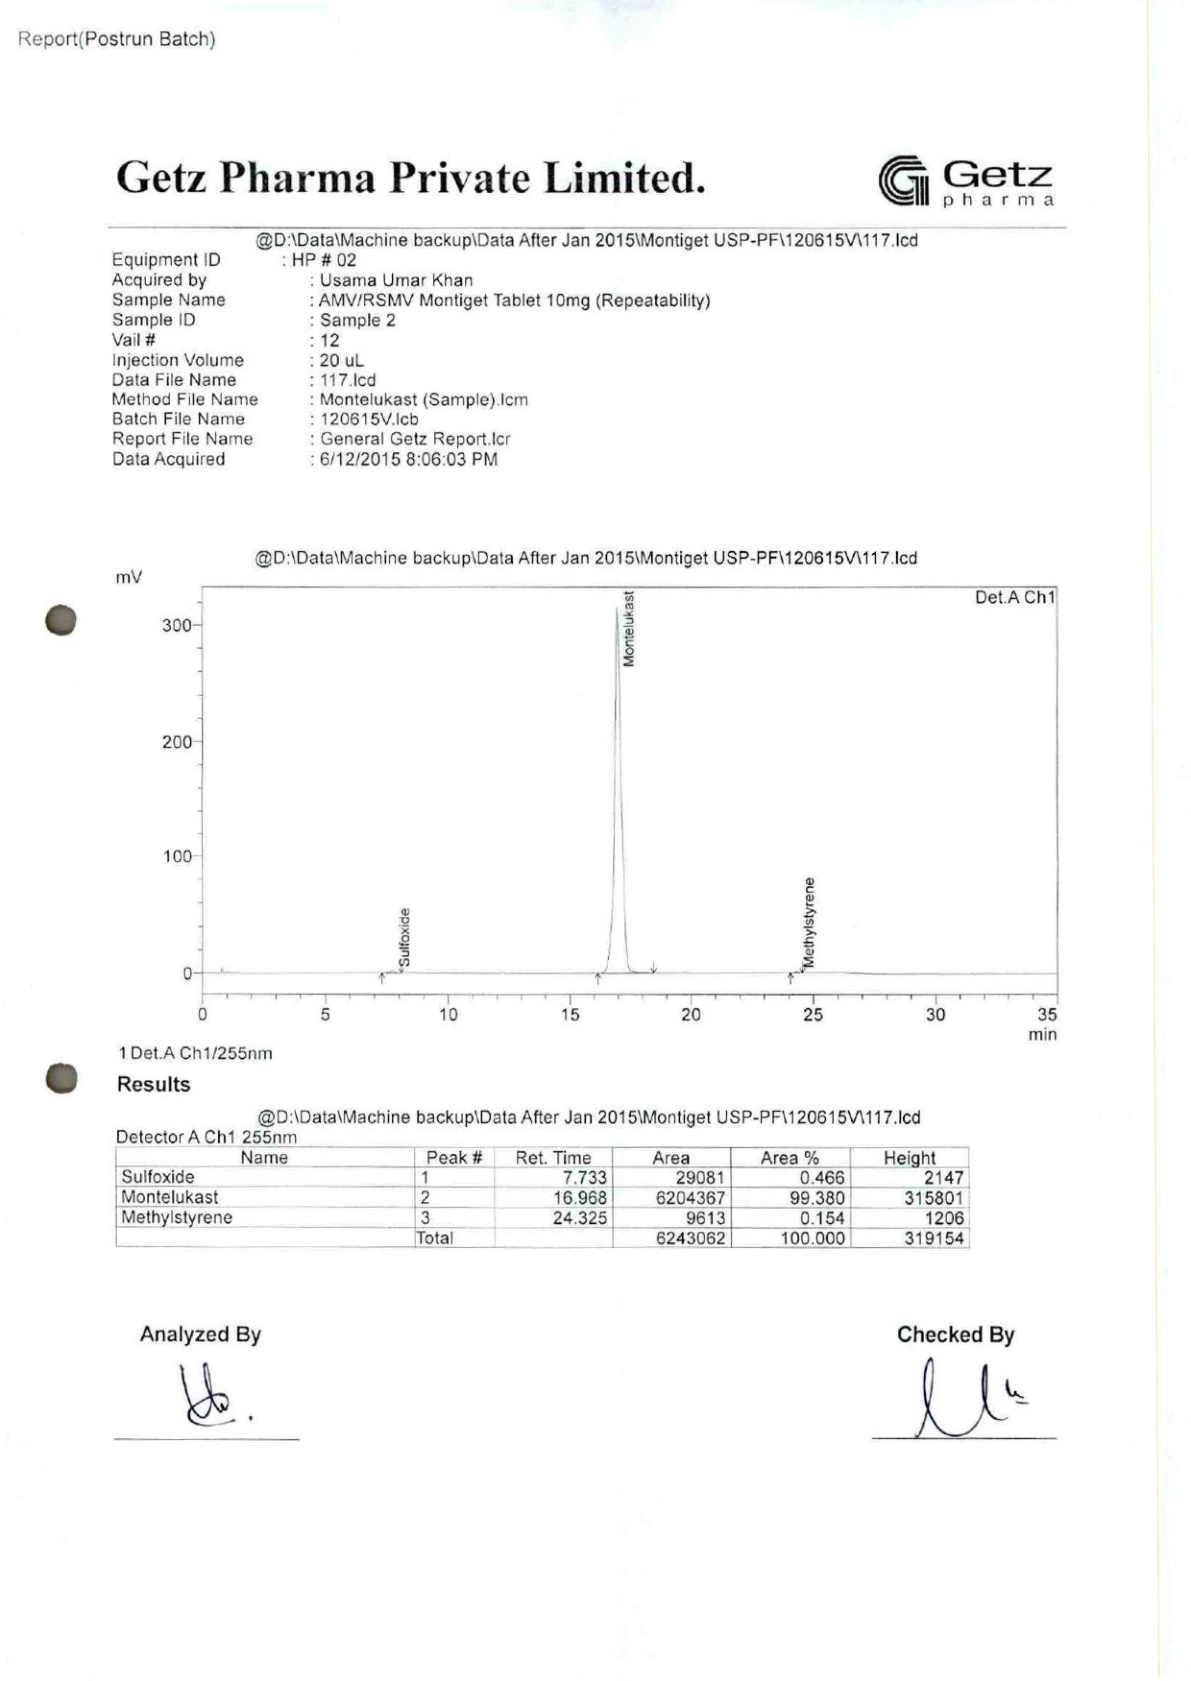 Report(Postrun Batch)
Getz Pharma Private Limited.
Getz
pharma
@D:\Data\Machine backup\Data After Jan 2015\Montiget USP-PF\120615V\117.lcd
Equipment ID : HP # 02
Acquired by : Usama Umar Khan
Sample Name : AMV/RSMV Montiget Tablet 10mg (Repeatability)
Sample ID : Sample 2
Vail # : 12
Injection Volume : 20 uL
Data File Name : 117.lcd
Method File Name : Montelukast (Sample).lcm
Batch File Name : 120615V.lcb
Report File Name : General Getz Report.lcr
Data Acquired : 6/12/2015 8:06:03 PM
@D:\Data\Machine backup\Data After Jan 2015\Montiget USP-PF\120615V\117.lcd
mV
Det.A Ch1
300
200
100
0
Sulfoxide
Montelukast
Methylstyrene
0 5 10 15 20 25 30 35
min
1 Det.A Ch1/255nm
Results
@D:\Data\Machine backup\Data After Jan 2015\Montiget USP-PF\120615V\117.lcd
Detector A Ch1 255nm
Name Peak # Ret. Time Area Area % Height
Sulfoxide 1 7.733 29081 0.466 2147
Montelukast 2 16.968 6204367 99.380 315801
Methylstyrene 3 24.325 9613 0.154 1206
Total 6243062 100.000 319154
Analyzed By Checked By